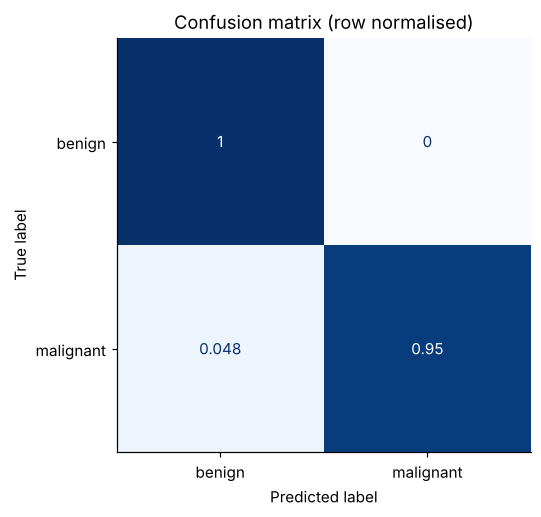 Confusion matrix (row normalised)
True label
benign
1
0
malignant
0.048
0.95
benign
malignant
Predicted label